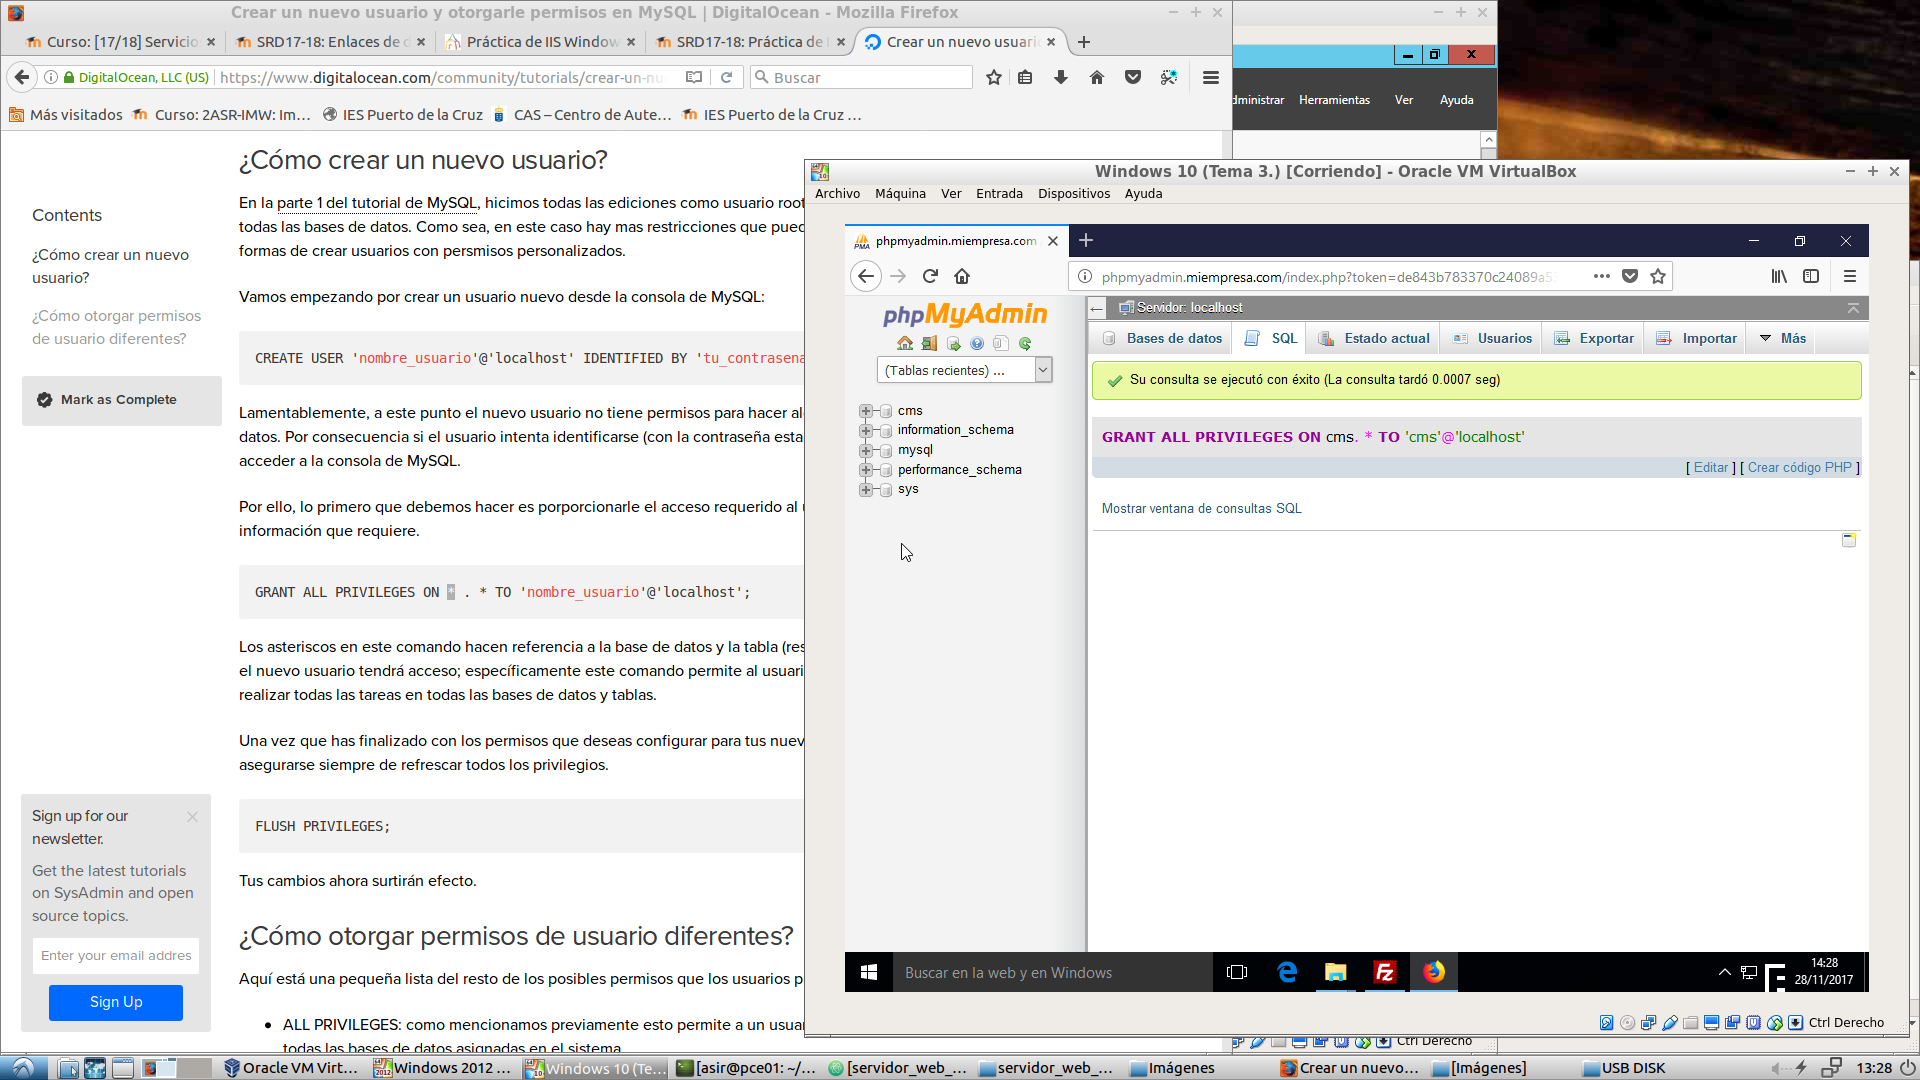 Crear un nuevo usuario y otorgarle permisos en MySQL | DigitalOcean - Mozilla Firefox
Curso: [17/18] Servicio
SRD17-18: Enlaces de
Práctica de IIS Window
SRD17-18: Práctica de
Crear un nuevo usuari
DigitalOcean, LLC (US)
https://www.digitalocean.com/community/tutorials/crear-un-nu
Buscar
Más visitados
Curso: 2ASR-IMW: Im...
IES Puerto de la Cruz
CAS – Centro de Aute...
IES Puerto de la Cruz ...
dministrar
Herramientas
Ver
Ayuda
Contents
¿Cómo crear un nuevo
usuario?
¿Cómo otorgar permisos
de usuario diferentes?
Mark as Complete
Sign up for our
newsletter.
Get the latest tutorials
on SysAdmin and open
source topics.
Enter your email addres
Sign Up
¿Cómo crear un nuevo usuario?
En la parte 1 del tutorial de MySQL, hicimos todas las ediciones como usuario root
todas las bases de datos. Como sea, en este caso hay mas restricciones que pued
formas de crear usuarios con persmisos personalizados.
Vamos empezando por crear un usuario nuevo desde la consola de MySQL:
CREATE USER 'nombre_usuario'@'localhost' IDENTIFIED BY 'tu_contrasena
Lamentablemente, a este punto el nuevo usuario no tiene permisos para hacer al
datos. Por consecuencia si el usuario intenta identificarse (con la contraseña esta
acceder a la consola de MySQL.
Por ello, lo primero que debemos hacer es porporcionarle el acceso requerido al u
información que requiere.
GRANT ALL PRIVILEGES ON * . * TO 'nombre_usuario'@'localhost';
Los asteriscos en este comando hacen referencia a la base de datos y la tabla (res
el nuevo usuario tendrá acceso; específicamente este comando permite al usuari
realizar todas las tareas en todas las bases de datos y tablas.
Una vez que has finalizado con los permisos que deseas configurar para tus nuev
asegurarse siempre de refrescar todos los privilegios.
FLUSH PRIVILEGES;
Tus cambios ahora surtirán efecto.
¿Cómo otorgar permisos de usuario diferentes?
Aquí está una pequeña lista del resto de los posibles permisos que los usuarios p
ALL PRIVILEGES: como mencionamos previamente esto permite a un usuar
todas las bases de datos asignadas en el sistema
Windows 10 (Tema 3.) [Corriendo] - Oracle VM VirtualBox
Archivo Máquina Ver Entrada Dispositivos Ayuda
phpmyadmin.miempresa.com
phpmyadmin.miempresa.com/index.php?token=de843b783370c24089a5
phpMyAdmin
(Tablas recientes) ...
cms
information_schema
mysql
performance_schema
sys
Servidor: localhost
Bases de datos
SQL
Estado actual
Usuarios
Exportar
Importar
Más
Su consulta se ejecutó con éxito (La consulta tardó 0.0007 seg)
GRANT ALL PRIVILEGES ON cms. * TO 'cms'@'localhost'
[ Editar ] [ Crear código PHP ]
Mostrar ventana de consultas SQL
Buscar en la web y en Windows
14:28
28/11/2017
Ctrl Derecho
Ctrl Derecho
Oracle VM Virt...
Windows 2012 ...
Windows 10 (Te...
[asir@pce01: ~/...
[servidor_web_...
servidor_web_...
Imágenes
Crear un nuevo...
[Imágenes]
USB DISK
13:28